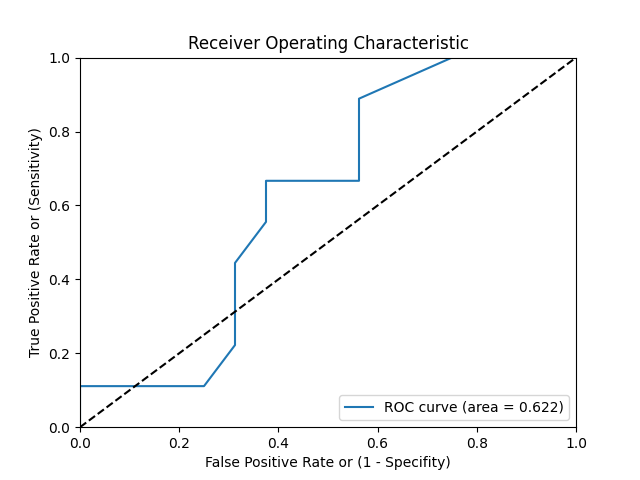 Receiver Operating Characteristic
True Positive Rate or (Sensitivity)
1.0
0.8
0.6
0.4
0.2
0.0
0.0 0.2 0.4 0.6 0.8 1.0
ROC curve (area = 0.622)
False Positive Rate or (1 - Specifity)